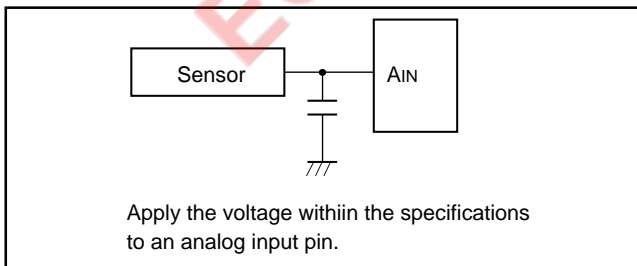 Sensor
AIN
Apply the voltage withiin the specifications
to an analog input pin.